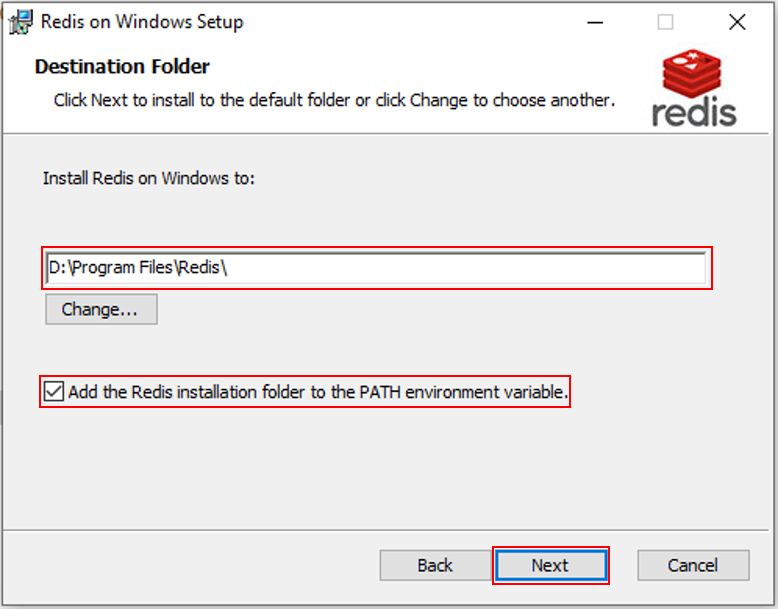 Redis on Windows Setup
Destination Folder
Click Next to install to the default folder or click Change to choose another.
redis
Install Redis on Windows to:
D:\Program Files\Redis\
Change...
Add the Redis installation folder to the PATH environment variable.
Back
Next
Cancel